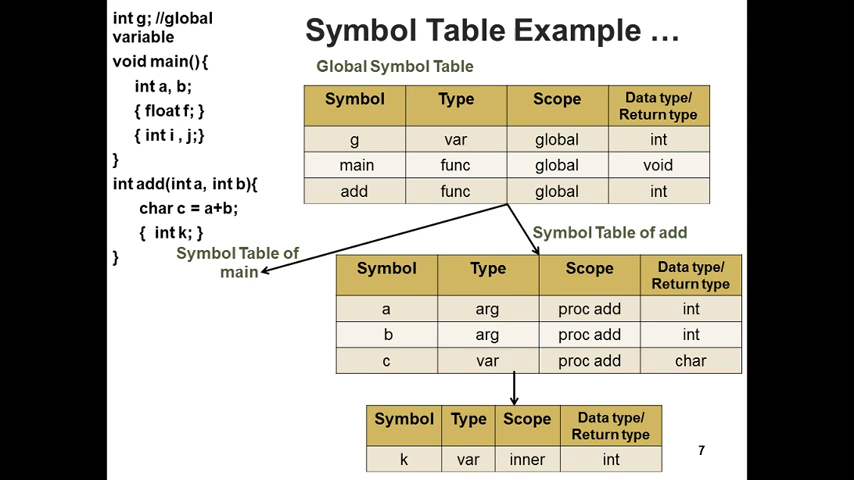 int g; //global
variable
void main(){
int a, b;
{ float f; }
{ int i , j;}
}
int add(int a, int b){
char c = a+b;
{ int k; }
}
Symbol Table Example ...
Global Symbol Table
Symbol Type Scope Data type/
Return type
g var global int
main func global void
add func global int
Symbol Table of
main
Symbol Table of add
Symbol Type Scope Data type/
Return type
a arg proc add int
b arg proc add int
c var proc add char
Symbol Type Scope Data type/
Return type
k var inner int
7